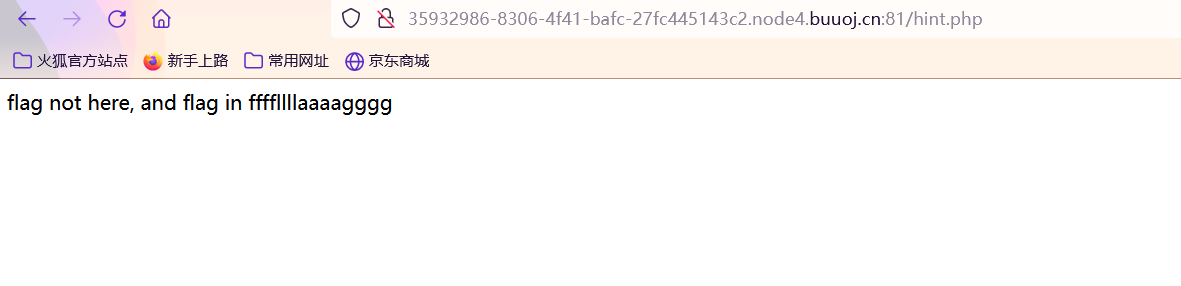 35932986-8306-4f41-bafc-27fc445143c2.node4.buuoj.cn:81/hint.php
火狐官方站点 新手上路 常用网址 京东商城
flag not here, and flag in ffffllllaaaagggg